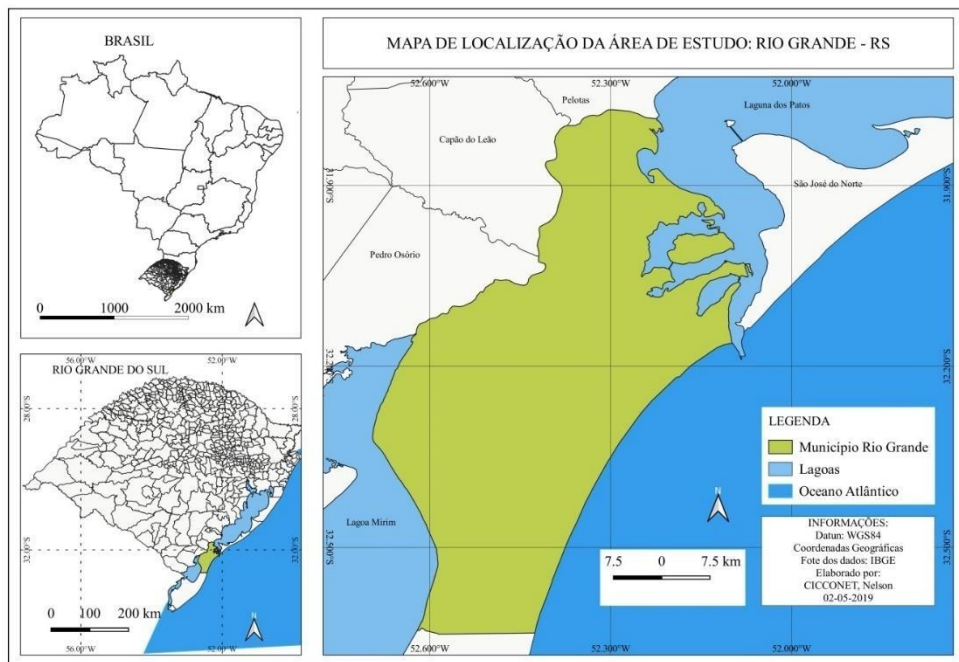 BRASIL
0 1000 2000 km
56.00°W 52.00°W
RIO GRANDE DO SUL
28.00°S 28.00°S
32.00°S 32.00°S
0 100 200 km
N
56.00°W 52.00°W
MAPA DE LOCALIZAÇÃO DA ÁREA DE ESTUDO: RIO GRANDE - RS
52.600°W 52.300°W 52.000°W
Pelotas
Laguna dos Patos
Capão do Leão
31.900°S 31.900°S
São José do Norte
Pedro Osório
32.200°S 32.200°S
LEGENDA
Município Rio Grande
Lagoas
Oceano Atlântico
N
Lagoa Mirim
32.500°S 32.500°S
7.5 0 7.5 km
INFORMAÇÕES:
Datun: WGS84
Coordenadas Geográficas
Fote dos dados: IBGE
Elaborado por:
CICCONET, Nelson
02-05-2019
52.600°W 52.300°W 52.000°W